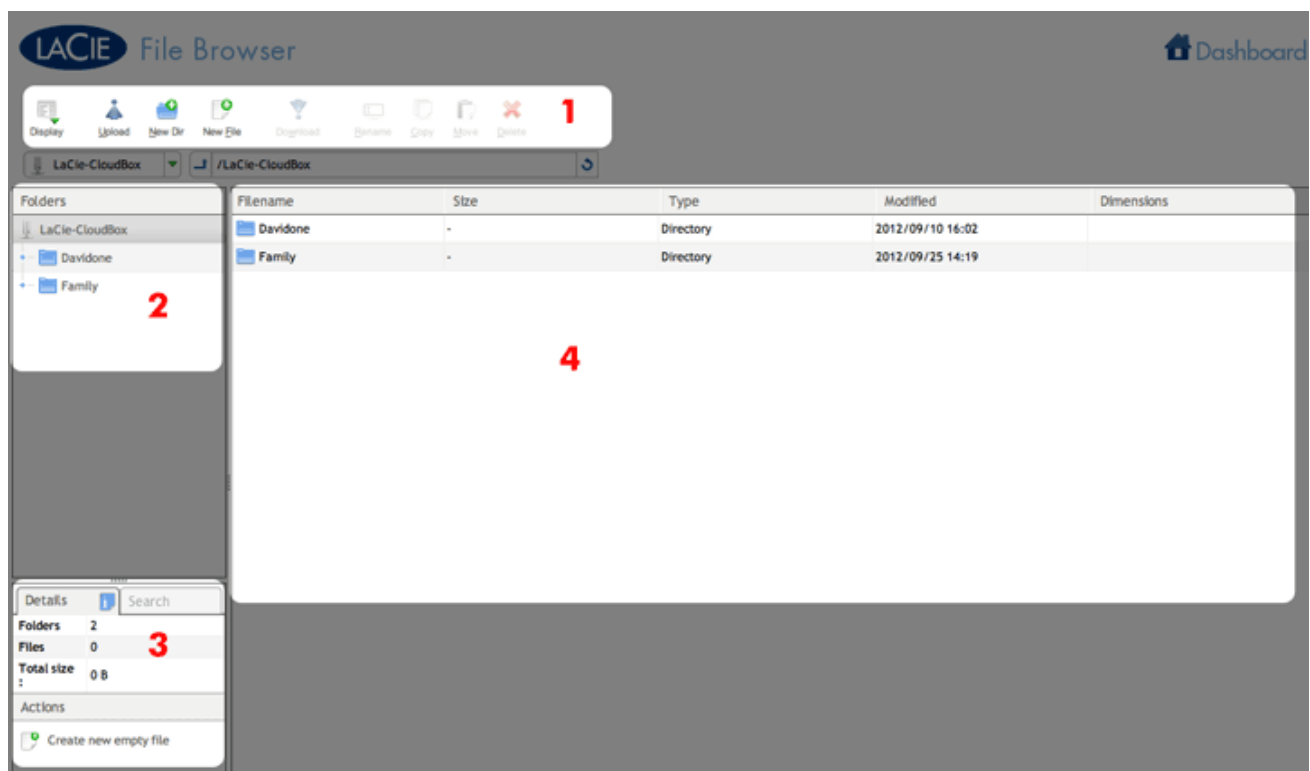 LACIE File Browser
Dashboard
Display Upload New Dir New File Download Rename Copy Move Delete 1
LaCie-CloudBox /LaCie-CloudBox
Folders
LaCie-CloudBox
Davidone
Family
2
Filename Size Type Modified Dimensions
Davidone - Directory 2012/09/10 16:02
Family - Directory 2012/09/25 14:19
4
Details Search
Folders 2
Files 0
Total size : 0 B
3
Actions
Create new empty file